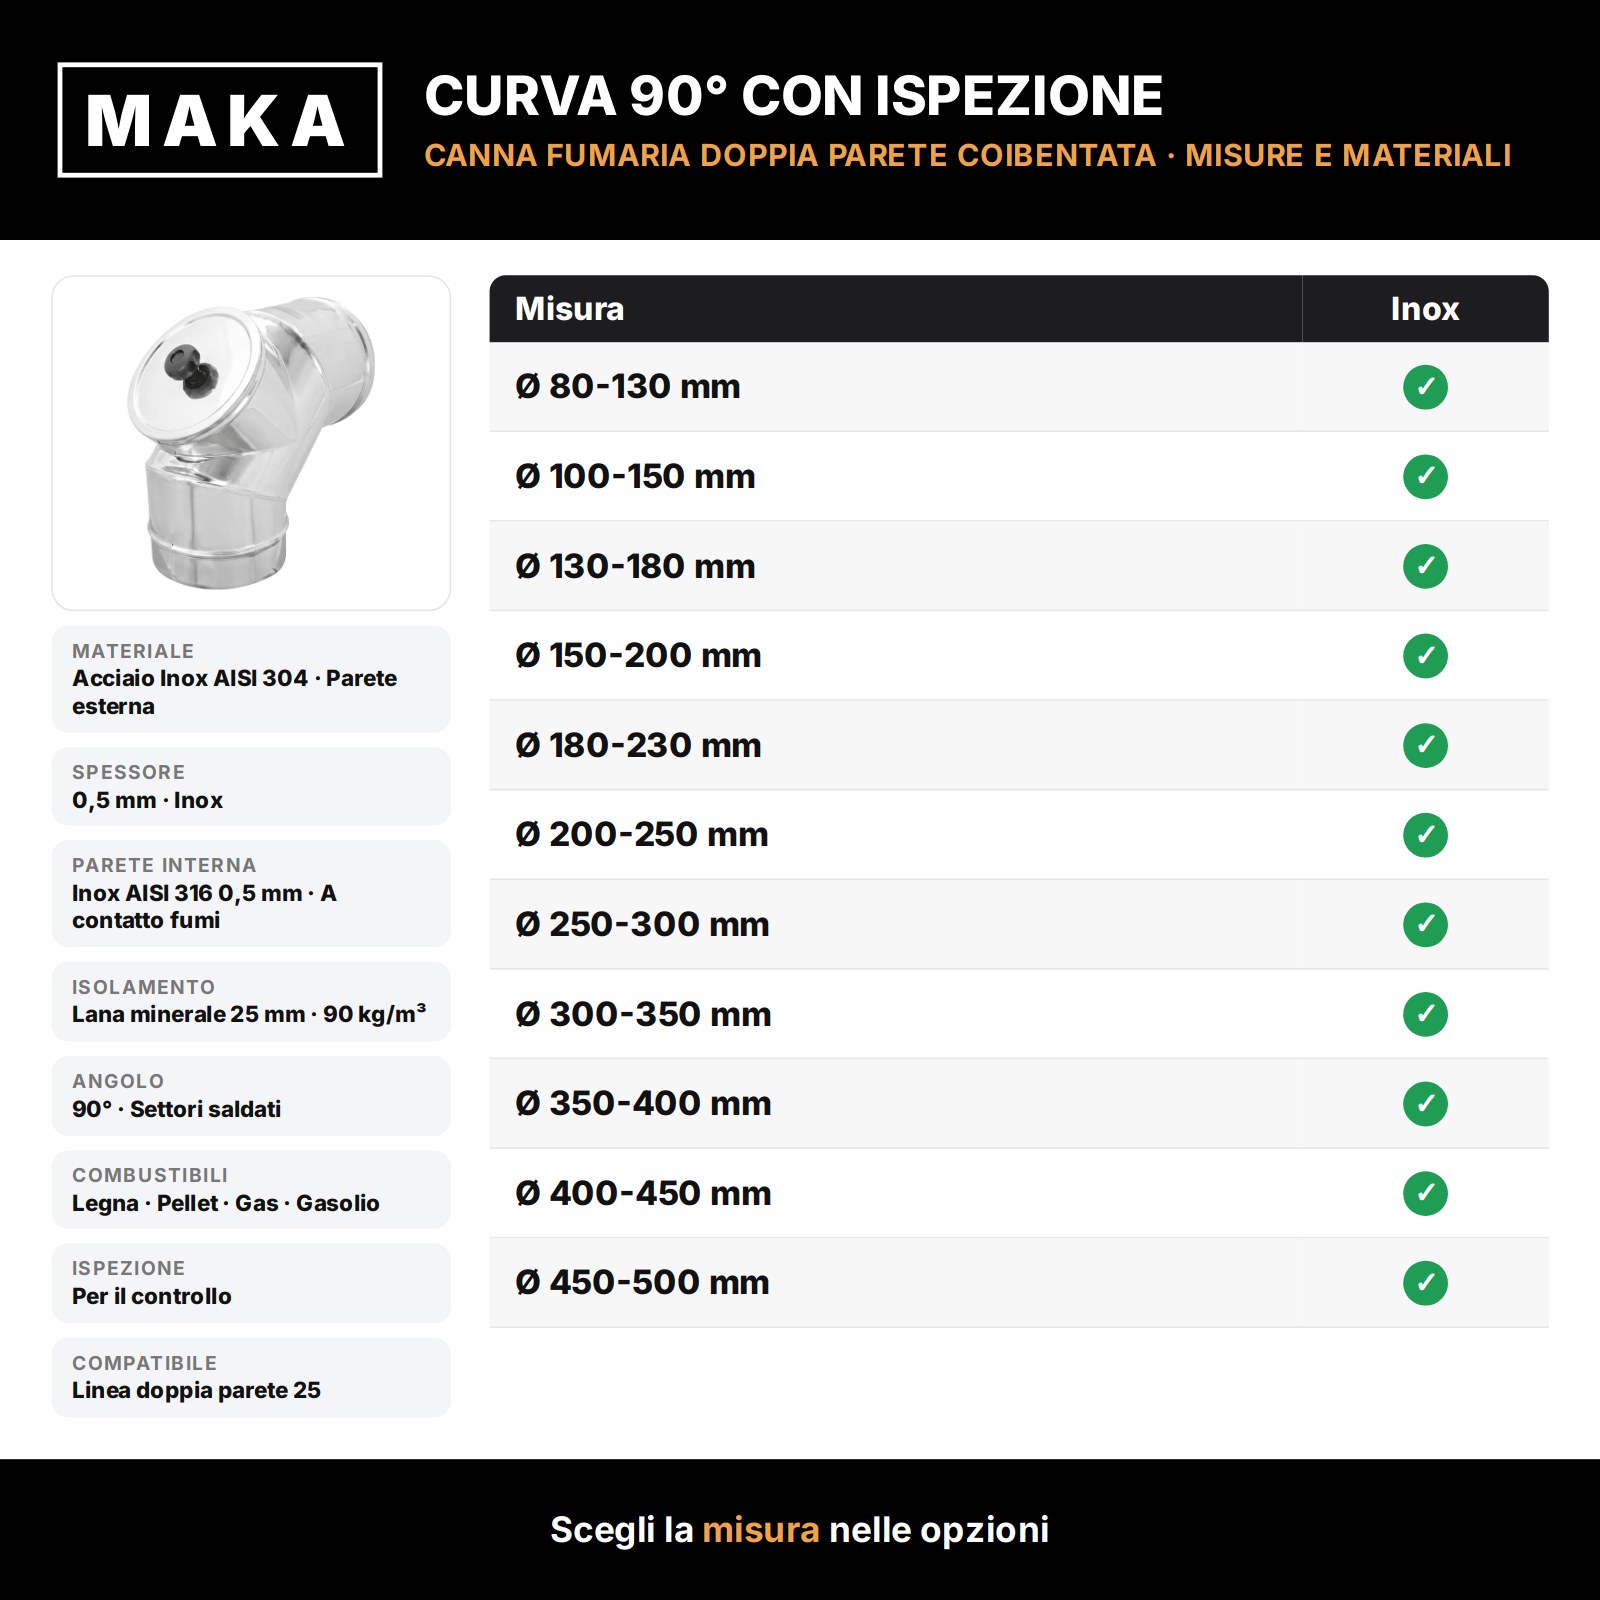 MAKA
CURVA 90° CON ISPEZIONE
CANNA FUMARIA DOPPIA PARETE COIBENTATA · MISURE E MATERIALI
MATERIALE
Acciaio Inox AISI 304 · Parete
esterna
SPESSORE
0,5 mm · Inox
PARETE INTERNA
Inox AISI 316 0,5 mm · A
contatto fumi
ISOLAMENTO
Lana minerale 25 mm · 90 kg/m³
ANGOLO
90° · Settori saldati
COMBUSTIBILI
Legna · Pellet · Gas · Gasolio
ISPEZIONE
Per il controllo
COMPATIBILE
Linea doppia parete 25
Misura Inox
Ø 80-130 mm ✓
Ø 100-150 mm ✓
Ø 130-180 mm ✓
Ø 150-200 mm ✓
Ø 180-230 mm ✓
Ø 200-250 mm ✓
Ø 250-300 mm ✓
Ø 300-350 mm ✓
Ø 350-400 mm ✓
Ø 400-450 mm ✓
Ø 450-500 mm ✓
Scegli la misura nelle opzioni